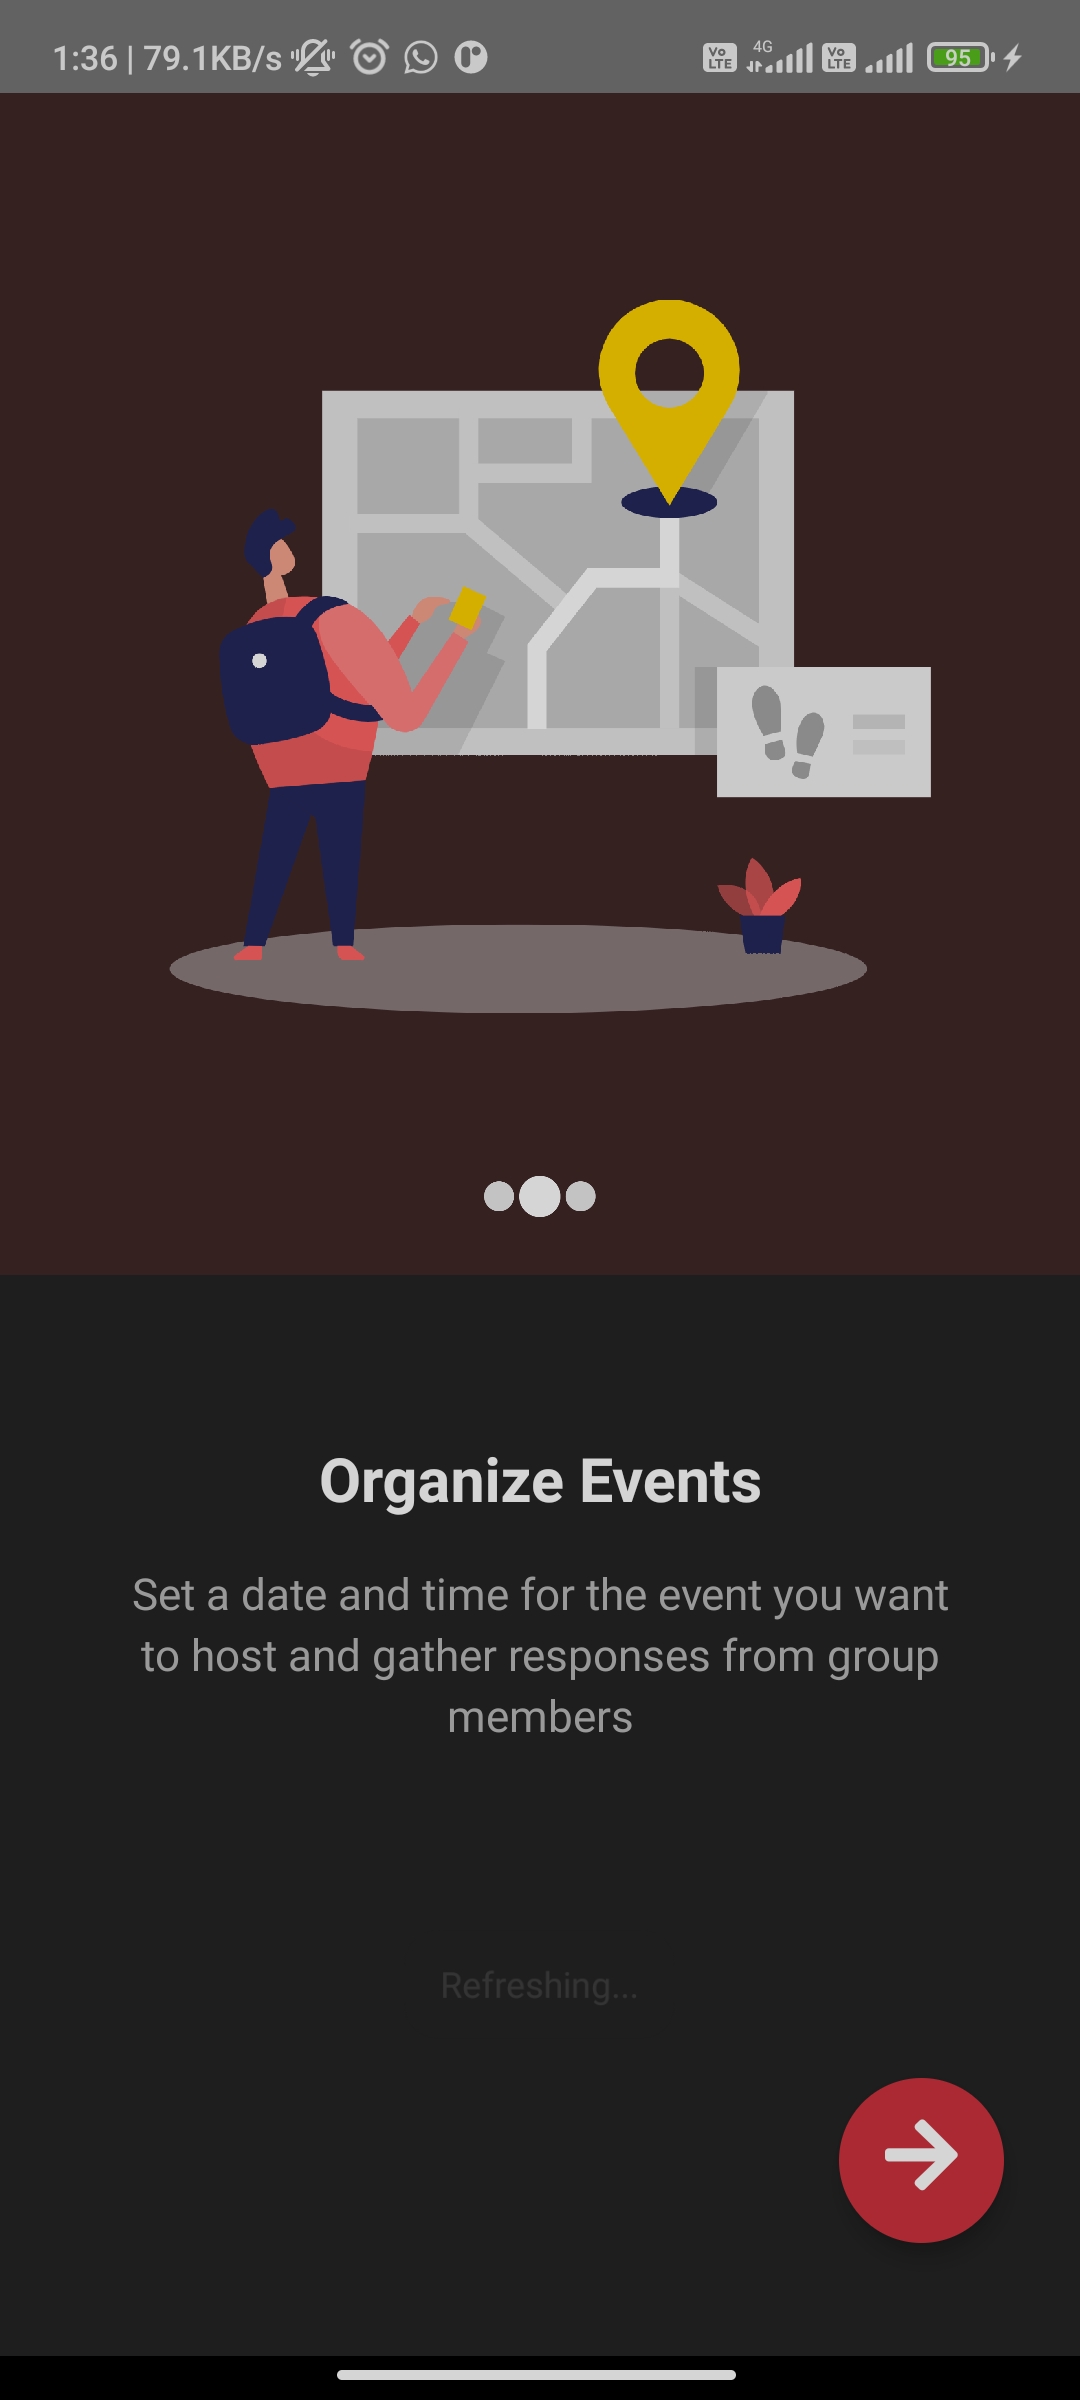 1:36 | 79.1KB/s
Vo LTE 4G Vo LTE 95
Organize Events
Set a date and time for the event you want
to host and gather responses from group
members
Refreshing...